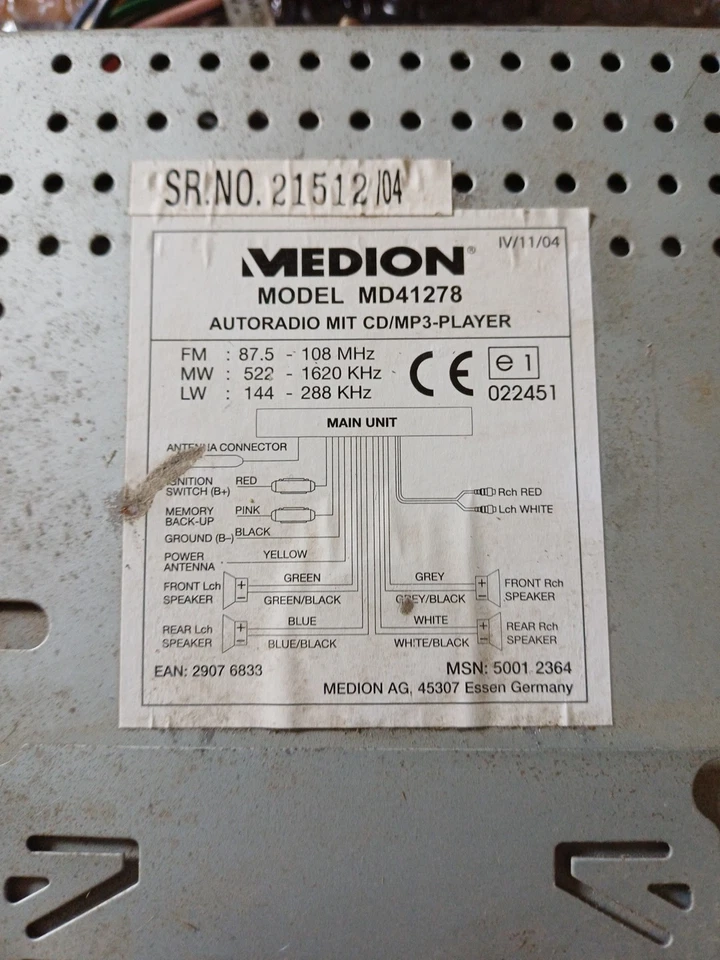 SR.NO. 21512/04
IV/11/04
MEDION®
MODEL MD41278
AUTORADIO MIT CD/MP3-PLAYER
FM : 87.5 - 108 MHz
MW : 522 - 1620 KHz
LW : 144 - 288 KHz
CE
e 1
022451
MAIN UNIT
ANTENNA CONNECTOR
IGNITION
SWITCH (B+)
RED
MEMORY
BACK-UP
PINK
GROUND (B-)
BLACK
POWER
ANTENNA
YELLOW
FRONT Lch
SPEAKER
+
-
GREEN
GREEN/BLACK
REAR Lch
SPEAKER
+
-
BLUE
BLUE/BLACK
Rch RED
Lch WHITE
GREY
GREY/BLACK
+
-
FRONT Rch
SPEAKER
WHITE
WHITE/BLACK
+
-
REAR Rch
SPEAKER
EAN: 2907 6833
MSN: 5001 2364
MEDION AG, 45307 Essen Germany